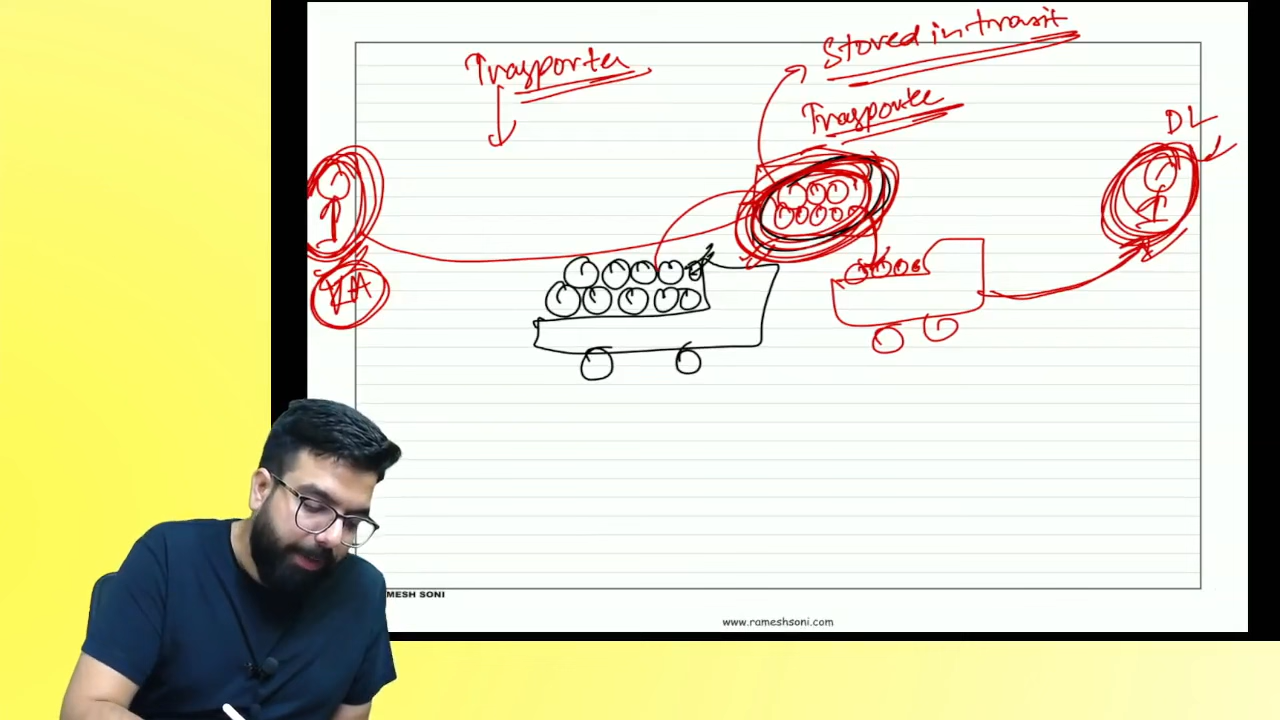 Stored in transit
Trasporter
Trasporter
DL
MESH SONI
www.rameshsoni.com